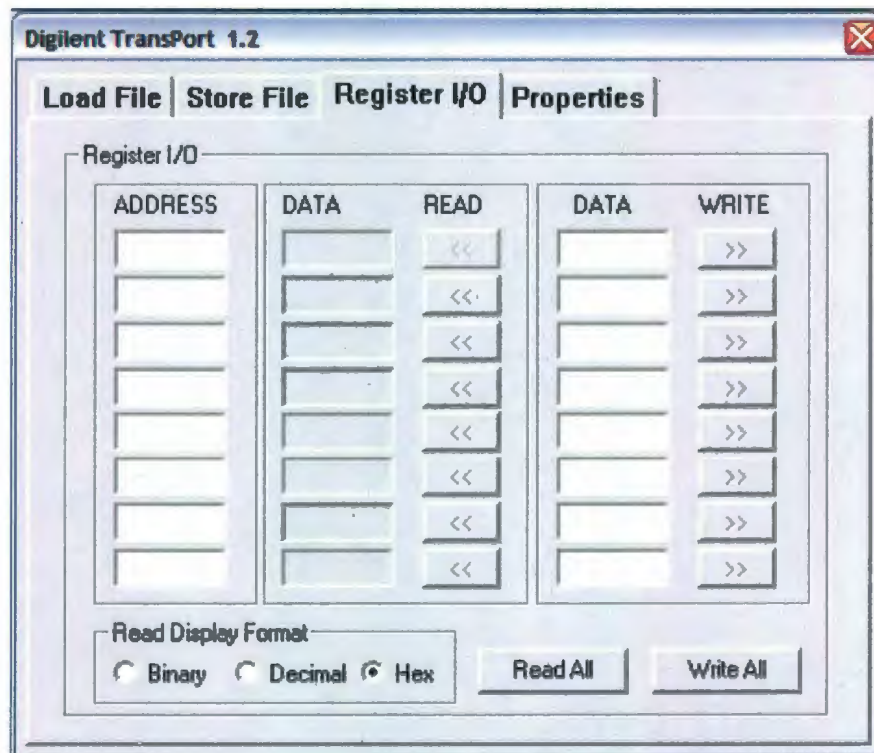 Digilent TransPort 1.2
Load File Store File Register I/O Properties
Register I/O
ADDRESS DATA READ DATA WRITE
<< >>
<< >>
<< >>
<< >>
<< >>
<< >>
<< >>
<< >>
Read Display Format
Binary Decimal Hex Read All Write All